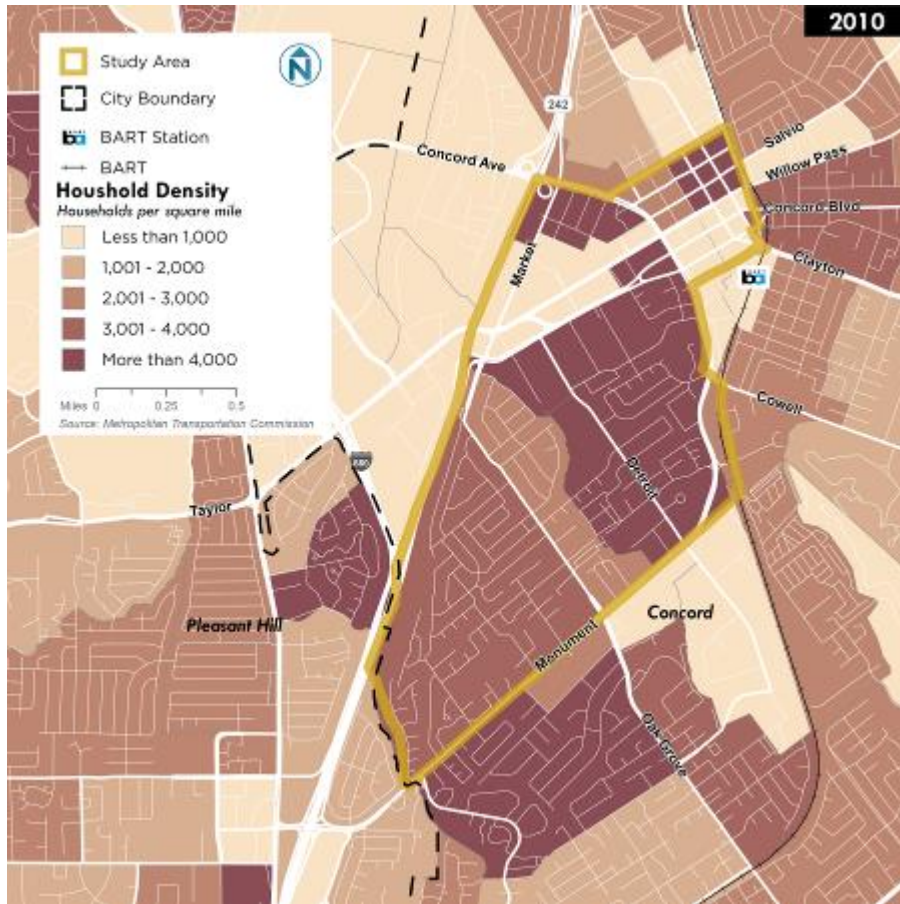 2010
Study Area
City Boundary
BART Station
BART
Houshold Density
Households per square mile
Less than 1,000
1,001 - 2,000
2,001 - 3,000
3,001 - 4,000
More than 4,000
Miles 0 0.25 0.5
Source: Metropolitan Transportation Commission
N
242
Concord Ave
Salvio
Willow Pass
Concord Blvd
Market
Clayton
ba
Cowell
680
Detroit
Taylor
Pleasant Hill
Concord
Monument
Oak Grove